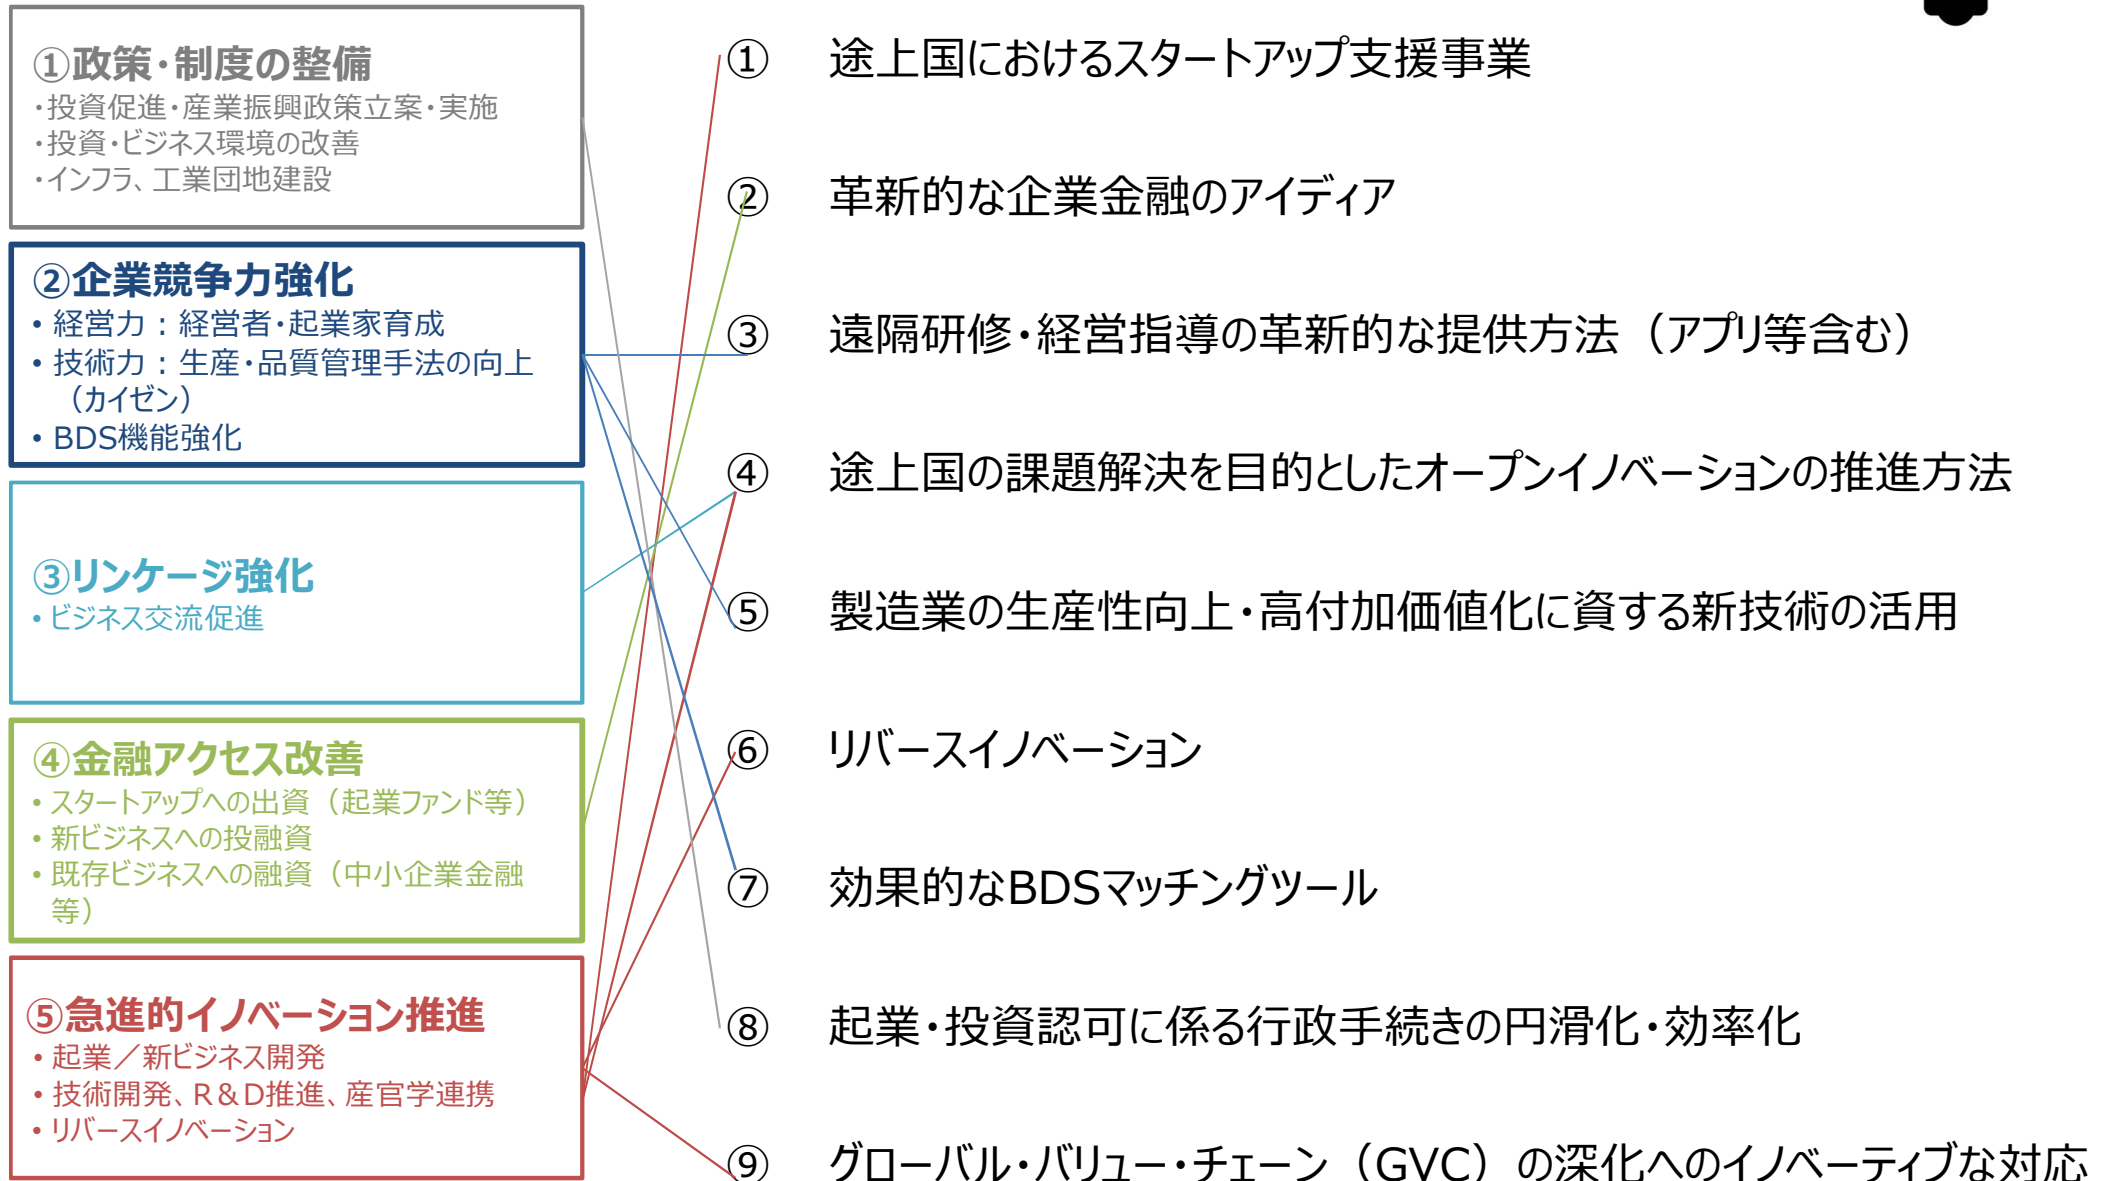 ①政策・制度の整備
・投資促進・産業振興政策立案・実施
・投資・ビジネス環境の改善
・インフラ、工業団地建設
②企業競争力強化
• 経営力：経営者・起業家育成
• 技術力：生産・品質管理手法の向上
（カイゼン）
• BDS機能強化
③リンケージ強化
• ビジネス交流促進
④金融アクセス改善
• スタートアップへの出資（起業ファンド等）
• 新ビジネスへの投融資
• 既存ビジネスへの融資（中小企業金融
等）
⑤急進的イノベーション推進
• 起業／新ビジネス開発
• 技術開発、R＆D推進、産官学連携
• リバースイノベーション
① 途上国におけるスタートアップ支援事業
② 革新的な企業金融のアイディア
③ 遠隔研修・経営指導の革新的な提供方法（アプリ等含む）
④ 途上国の課題解決を目的としたオープンイノベーションの推進方法
⑤ 製造業の生産性向上・高付加価値化に資する新技術の活用
⑥ リバースイノベーション
⑦ 効果的なBDSマッチングツール
⑧ 起業・投資認可に係る行政手続きの円滑化・効率化
⑨ グローバル・バリュー・チェーン（GVC）の深化へのイノベーティブな対応